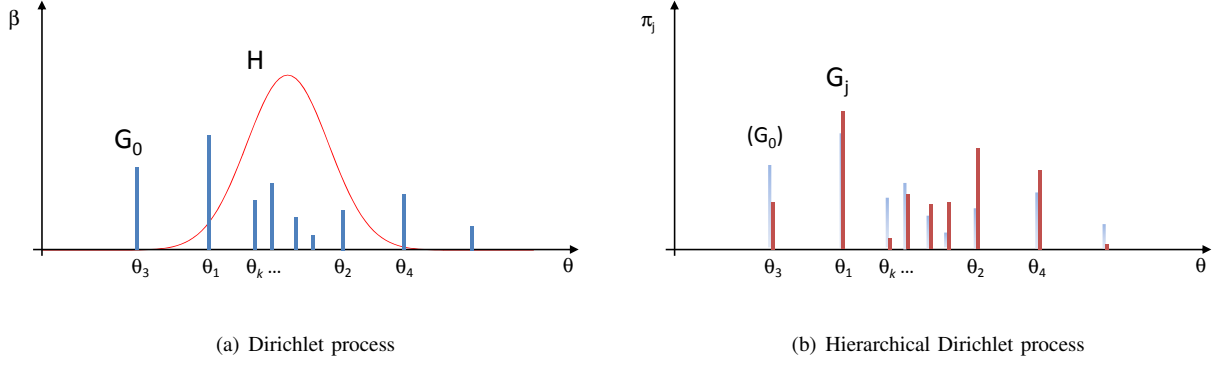 β
H
G₀
θ₃ θ₁ θₖ ... θ₂ θ₄ θ
(a) Dirichlet process
πⱼ
Gⱼ
(G₀)
θ₃ θ₁ θₖ ... θ₂ θ₄ θ
(b) Hierarchical Dirichlet process